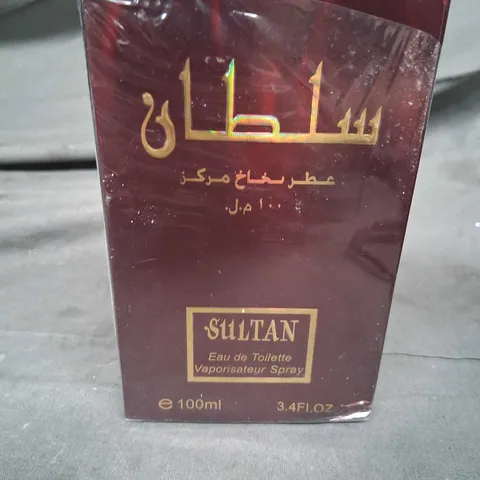 سلطان
عطر بخاخ مركز
١٠٠ م.ل.
SULTAN
Eau de Toilette
Vaporisateur Spray
e 100ml 3.4Fl.OZ